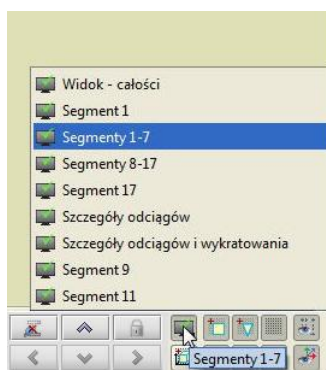 Widok - całości
Segment 1
Segmenty 1-7
Segmenty 8-17
Segment 17
Szczegóły odciągów
Szczegóły odciągów i wykratowania
Segment 9
Segment 11
Segmenty 1-7